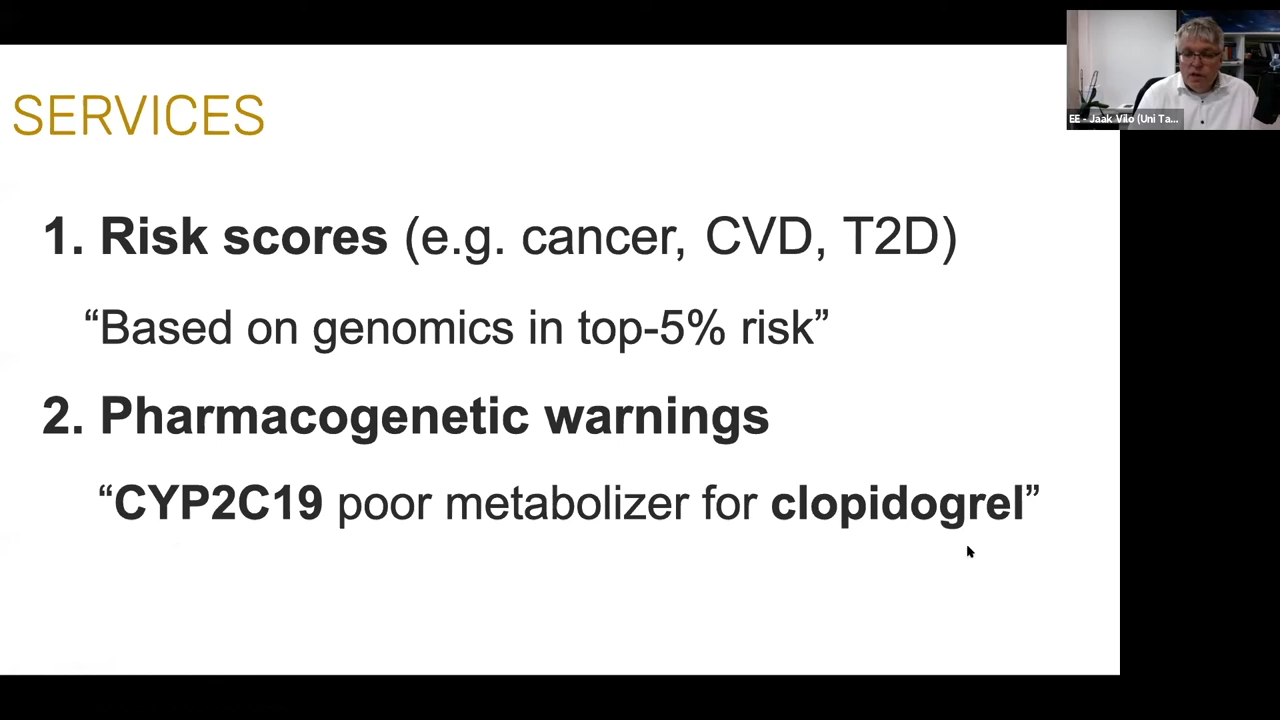 SERVICES
1. Risk scores (e.g. cancer, CVD, T2D)
“Based on genomics in top-5% risk”
2. Pharmacogenetic warnings
“CYP2C19 poor metabolizer for clopidogrel”
EE - Jaak Vilo (Uni Ta...